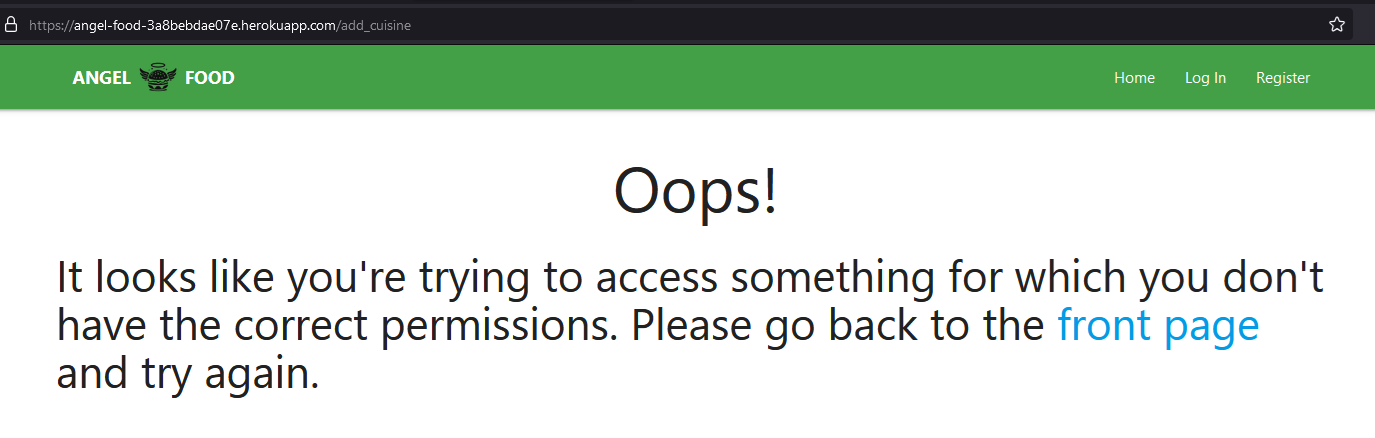 https://angel-food-3a8bebdae07e.herokuapp.com/add_cuisine
ANGEL FOOD Home Log In Register
Oops!
It looks like you're trying to access something for which you don't
have the correct permissions. Please go back to the front page
and try again.